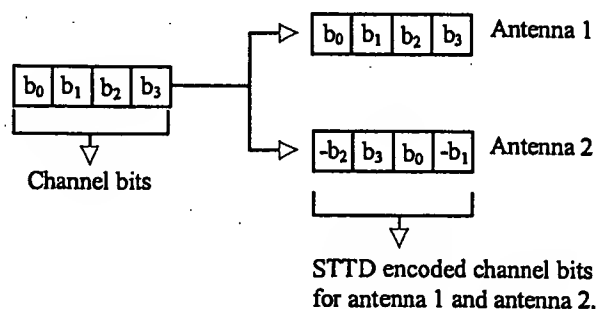 b₀ b₁ b₂ b₃ Antenna 1
b₀ b₁ b₂ b₃
Channel bits
-b₂ b₃ b₀ -b₁ Antenna 2
STTD encoded channel bits
for antenna 1 and antenna 2.